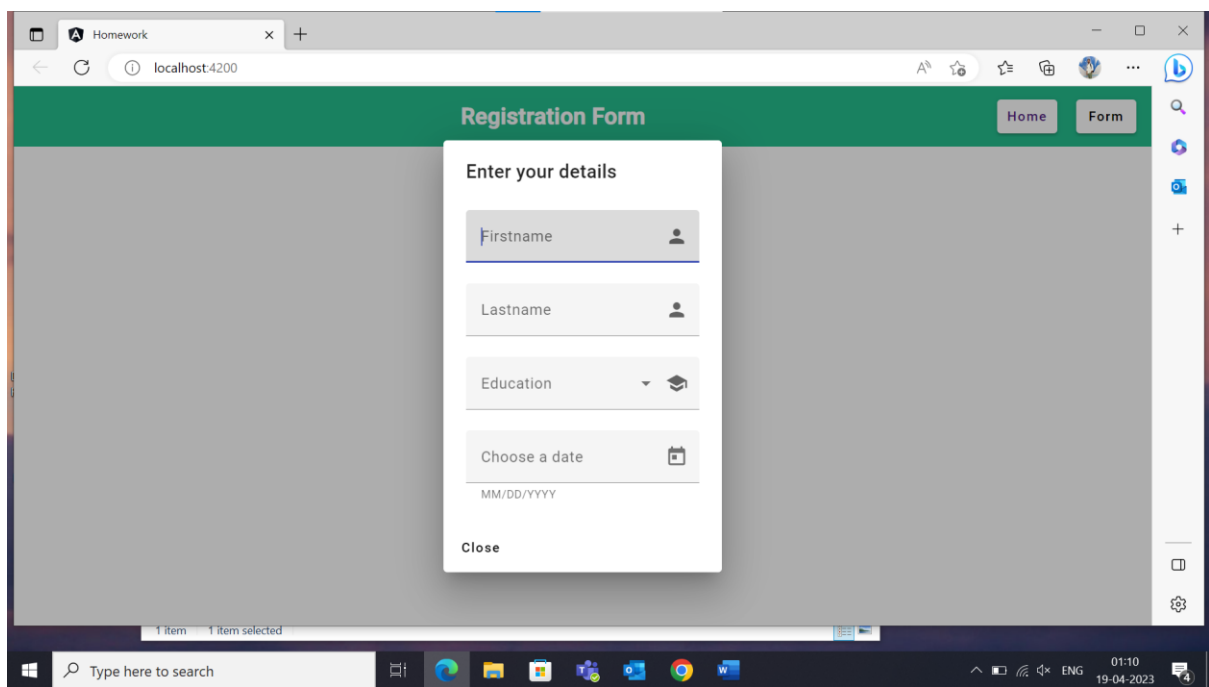 Homework
localhost:4200
Registration Form
Home
Form
Enter your details
Firstname
Lastname
Education
Choose a date
MM/DD/YYYY
Close
1 item 1 item selected
Type here to search
ENG
01:10
19-04-2023
4